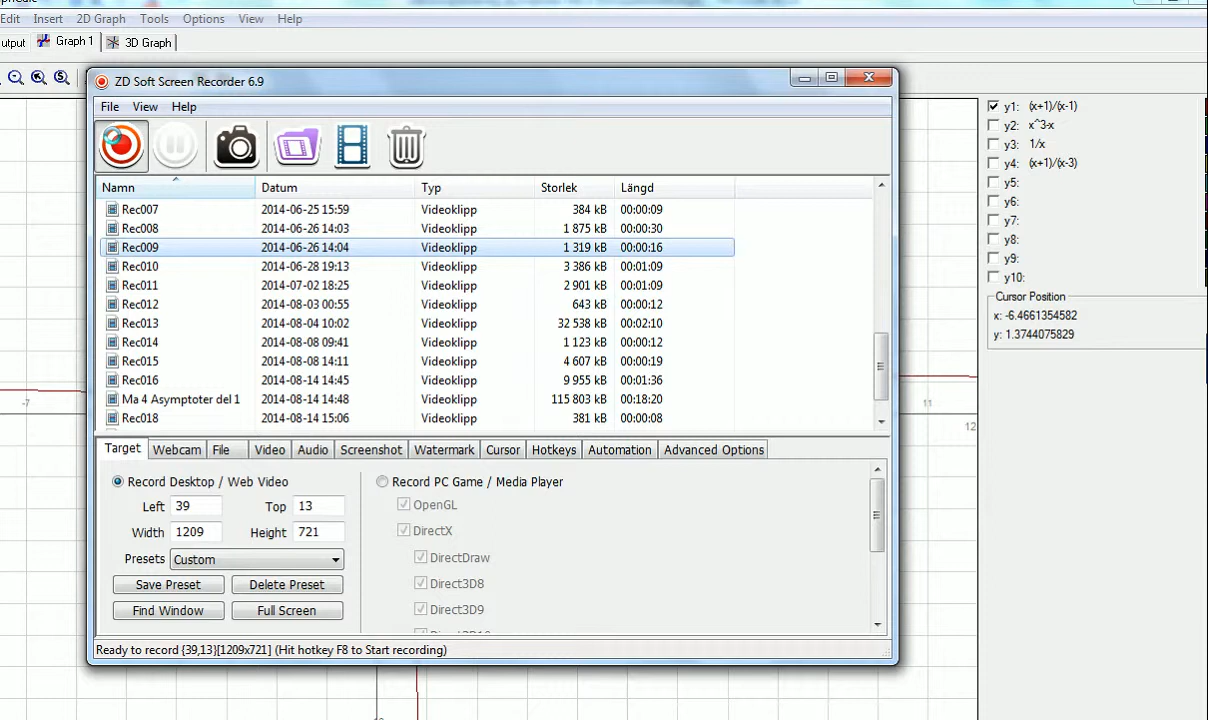 Edit Insert 2D Graph Tools Options View Help
Graph 1 3D Graph
ZD Soft Screen Recorder 6.9
File View Help
Namn Datum Typ Storlek Längd
Rec007 2014-06-25 15:59 Videoklipp 384 kB 00:00:09
Rec008 2014-06-26 14:03 Videoklipp 1 875 kB 00:00:30
Rec009 2014-06-26 14:04 Videoklipp 1 319 kB 00:00:16
Rec010 2014-06-28 19:13 Videoklipp 3 386 kB 00:01:09
Rec011 2014-07-02 18:25 Videoklipp 2 901 kB 00:01:09
Rec012 2014-08-03 00:55 Videoklipp 643 kB 00:00:12
Rec013 2014-08-04 10:02 Videoklipp 32 538 kB 00:02:10
Rec014 2014-08-08 09:41 Videoklipp 1 123 kB 00:00:12
Rec015 2014-08-08 14:11 Videoklipp 4 607 kB 00:00:19
Rec016 2014-08-14 14:45 Videoklipp 9 955 kB 00:01:36
Ma 4 Asymptoter del 1 2014-08-14 14:48 Videoklipp 115 803 kB 00:18:20
Rec018 2014-08-14 15:06 Videoklipp 381 kB 00:00:08
Target Webcam File Video Audio Screenshot Watermark Cursor Hotkeys Automation Advanced Options
Record Desktop / Web Video
Left 39 Top 13
Width 1209 Height 721
Presets Custom
Save Preset Delete Preset
Find Window Full Screen
Record PC Game / Media Player
OpenGL
DirectX
DirectDraw
Direct3D8
Direct3D9
Ready to record {39,13}[1209x721] (Hit hotkey F8 to Start recording)
y1: (x+1)/(x-1)
y2: x^3-x
y3: 1/x
y4: (x+1)/(x-3)
y5:
y6:
y7:
y8:
y9:
y10:
Cursor Position
x: -6.4661354582
y: 1.3744075829
-7
11
12